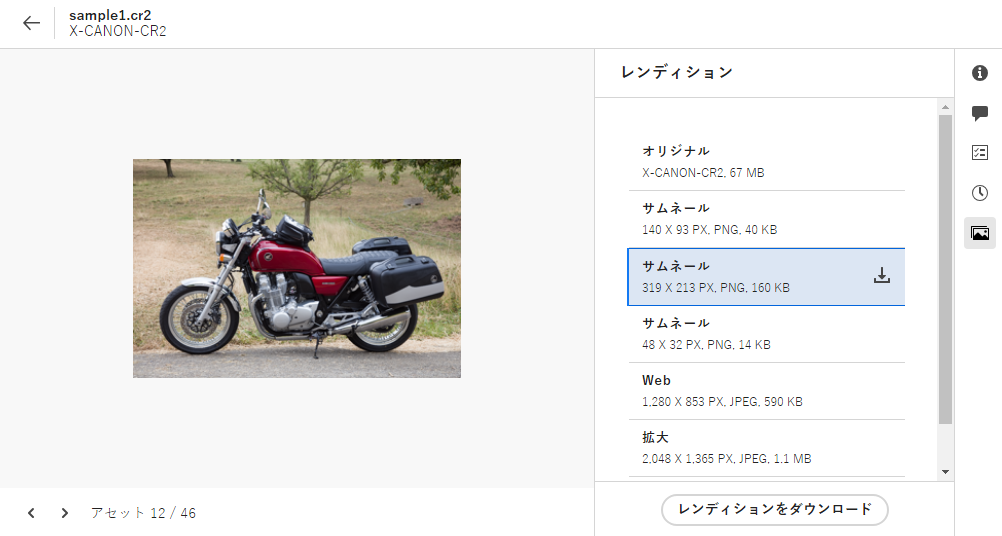 sample1.cr2
X-CANON-CR2
レンディション
オリジナル
X-CANON-CR2, 67 MB
サムネール
140 X 93 PX, PNG, 40 KB
サムネール
319 X 213 PX, PNG, 160 KB
サムネール
48 X 32 PX, PNG, 14 KB
Web
1,280 X 853 PX, JPEG, 590 KB
拡大
2,048 X 1,365 PX, JPEG, 1.1 MB
アセット 12 / 46
レンディションをダウンロード